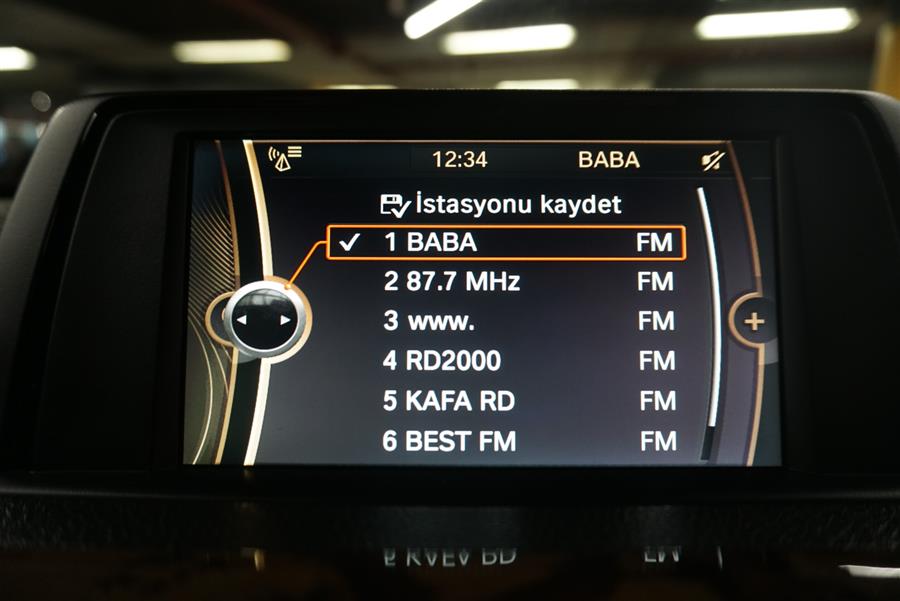 12:34 BABA
İstasyonu kaydet
1 BABA FM
2 87.7 MHz FM
3 www. FM
4 RD2000 FM
5 KAFA RD FM
6 BEST FM FM